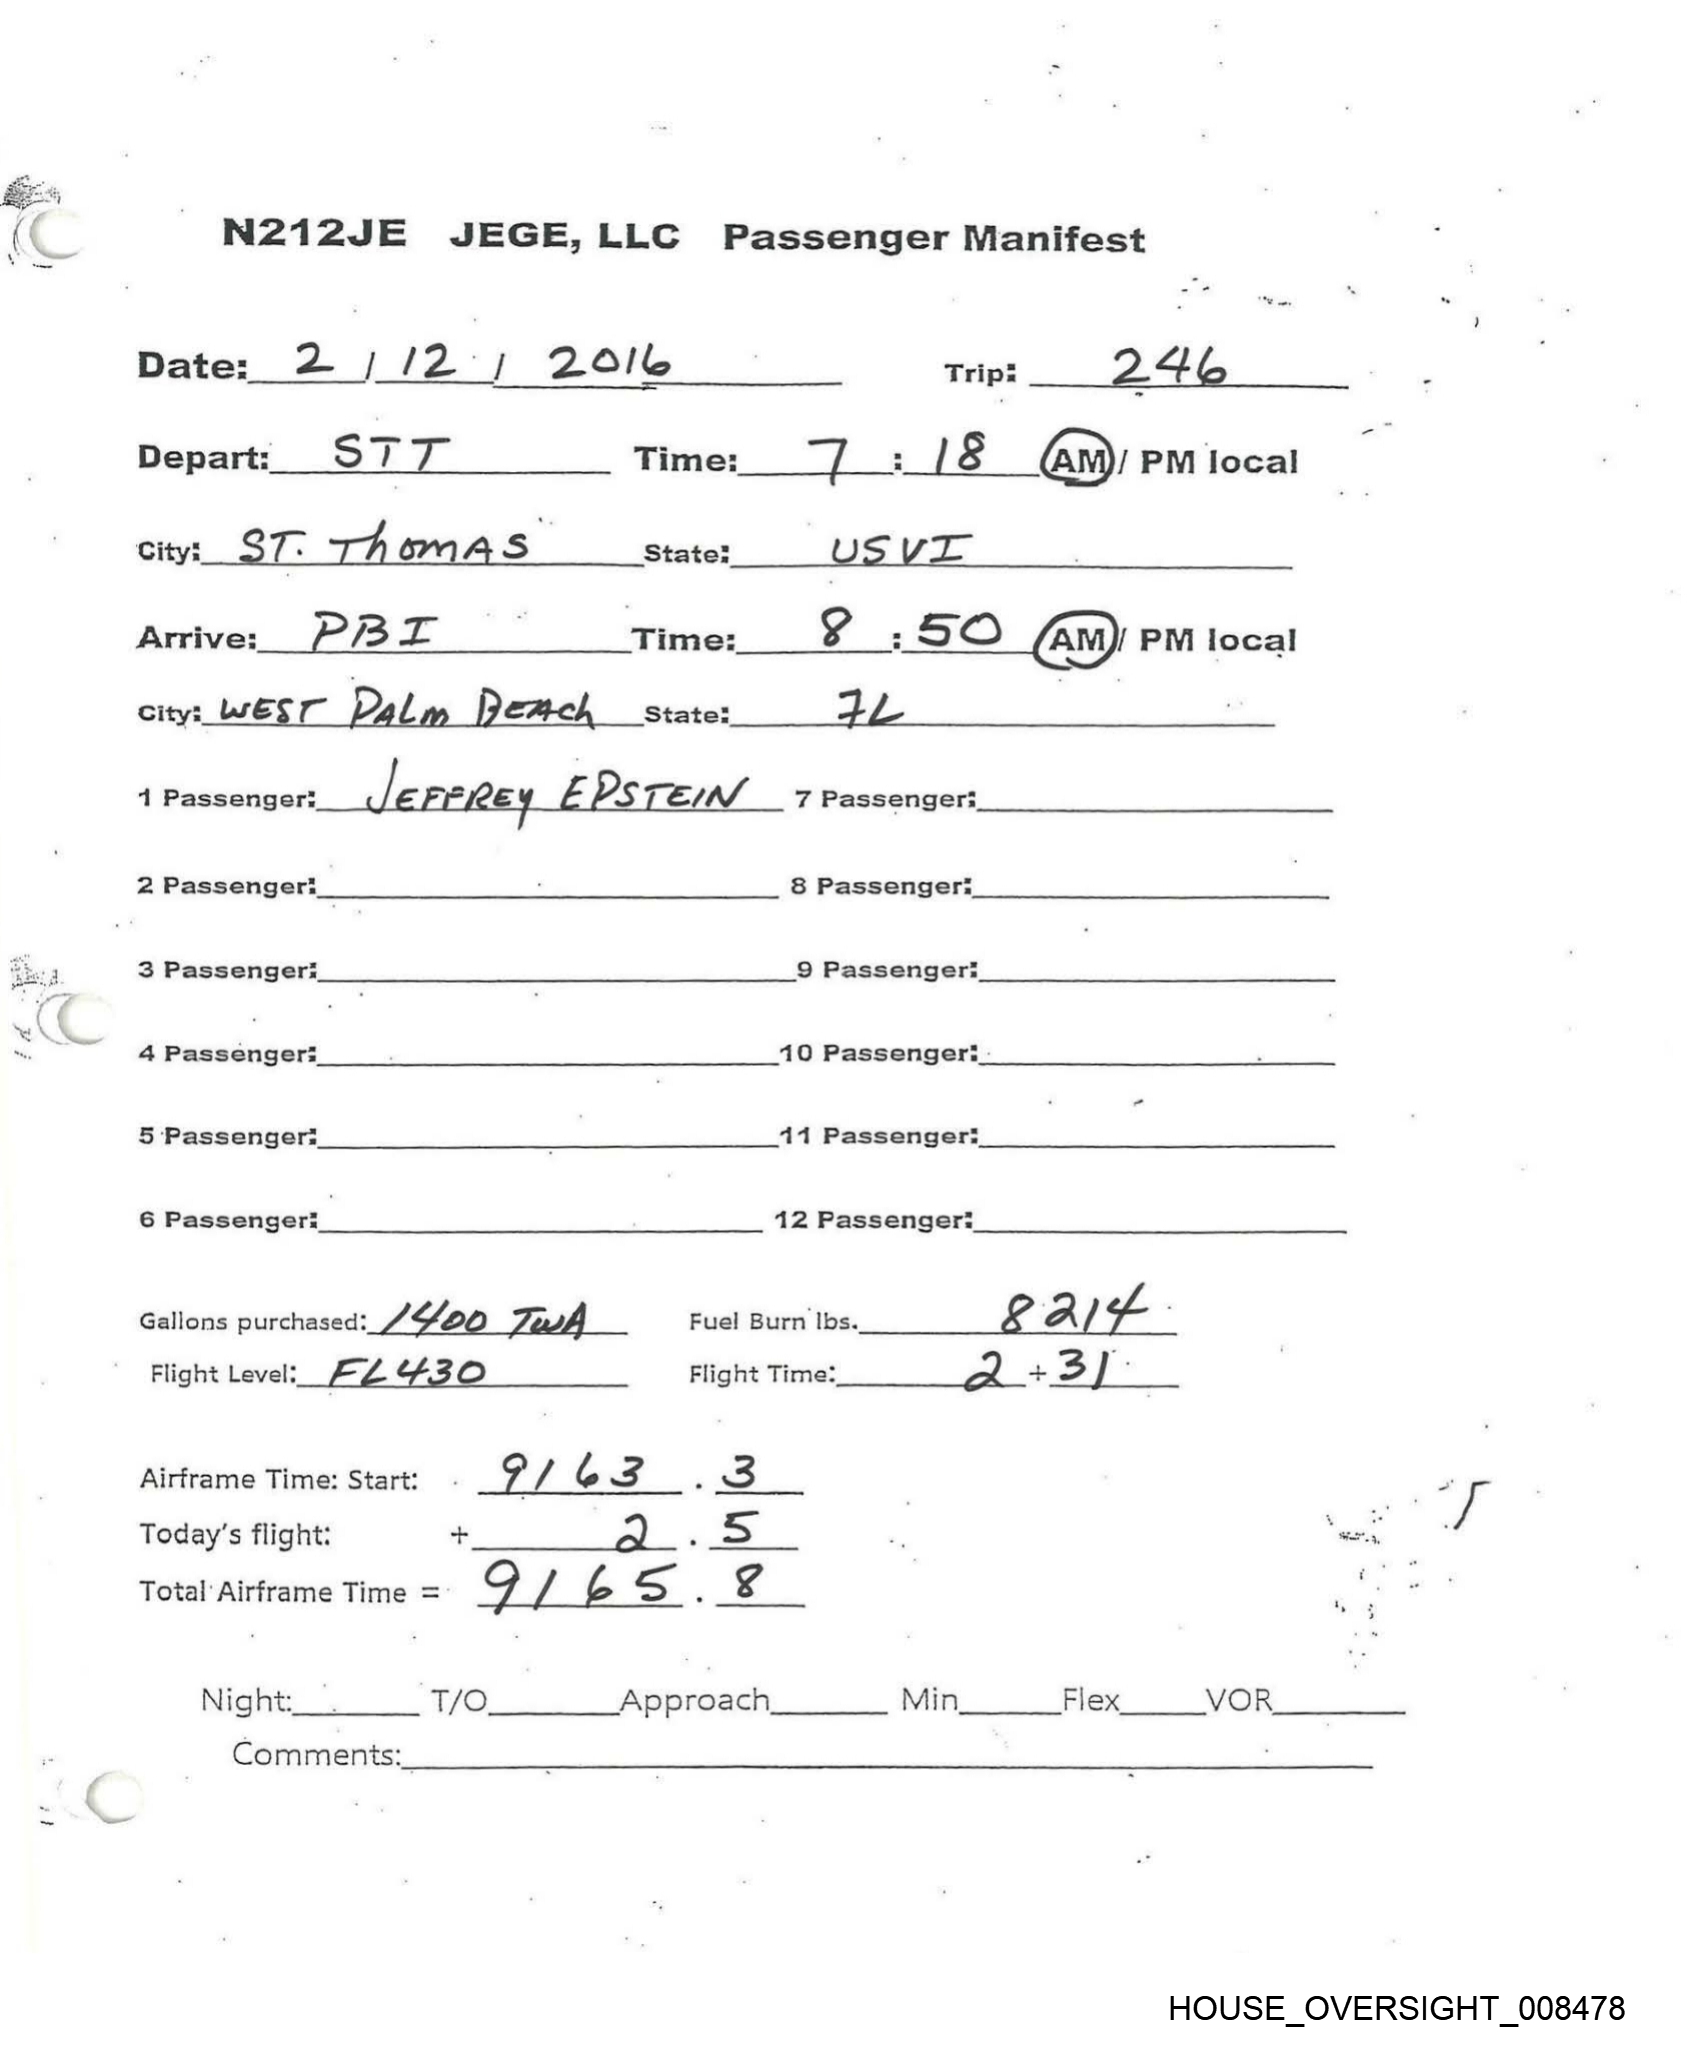 N212JE JEGE, LLC Passenger Manifest
Date: 2 / 12 / 2016 Trip: 246
Depart: STT Time: 7 : 18 AM / PM local
City: ST. Thomas State: USVI
Arrive: PBI Time: 8 : 50 AM / PM local
City: WEST PALM BEACh State: FL
1 Passenger: JEFFREY EPSTEIN 7 Passenger:
2 Passenger: 8 Passenger:
3 Passenger: 9 Passenger:
4 Passenger: 10 Passenger:
5 Passenger: 11 Passenger:
6 Passenger: 12 Passenger:
Gallons purchased: 1400 TWA Fuel Burn lbs. 8214
Flight Level: FL430 Flight Time: 2 + 31
Airframe Time: Start: 9163 . 3
Today's flight: + 2 . 5
Total Airframe Time = 9165 . 8
Night: T/O Approach Min Flex VOR
Comments:
HOUSE_OVERSIGHT_008478